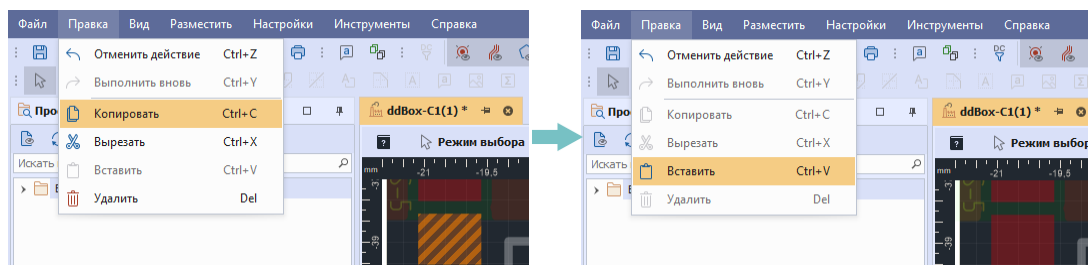 Файл Правка Вид Разместить Настройки Инструменты Справка
Отменить действие Ctrl+Z
Выполнить вновь Ctrl+Y
Копировать Ctrl+C
Вырезать Ctrl+X
Вставить Ctrl+V
Удалить Del
Про
ddBox-C1(1) *
Режим выбора
Искать
mm
-21 -19,5
-39
Файл Правка Вид Разместить Настройки Инструменты Справка
Отменить действие Ctrl+Z
Выполнить вновь Ctrl+Y
Копировать Ctrl+C
Вырезать Ctrl+X
Вставить Ctrl+V
Удалить Del
Про
ddBox-C1(1) *
Режим выбор
Искать
mm
-21 -19,5
-39